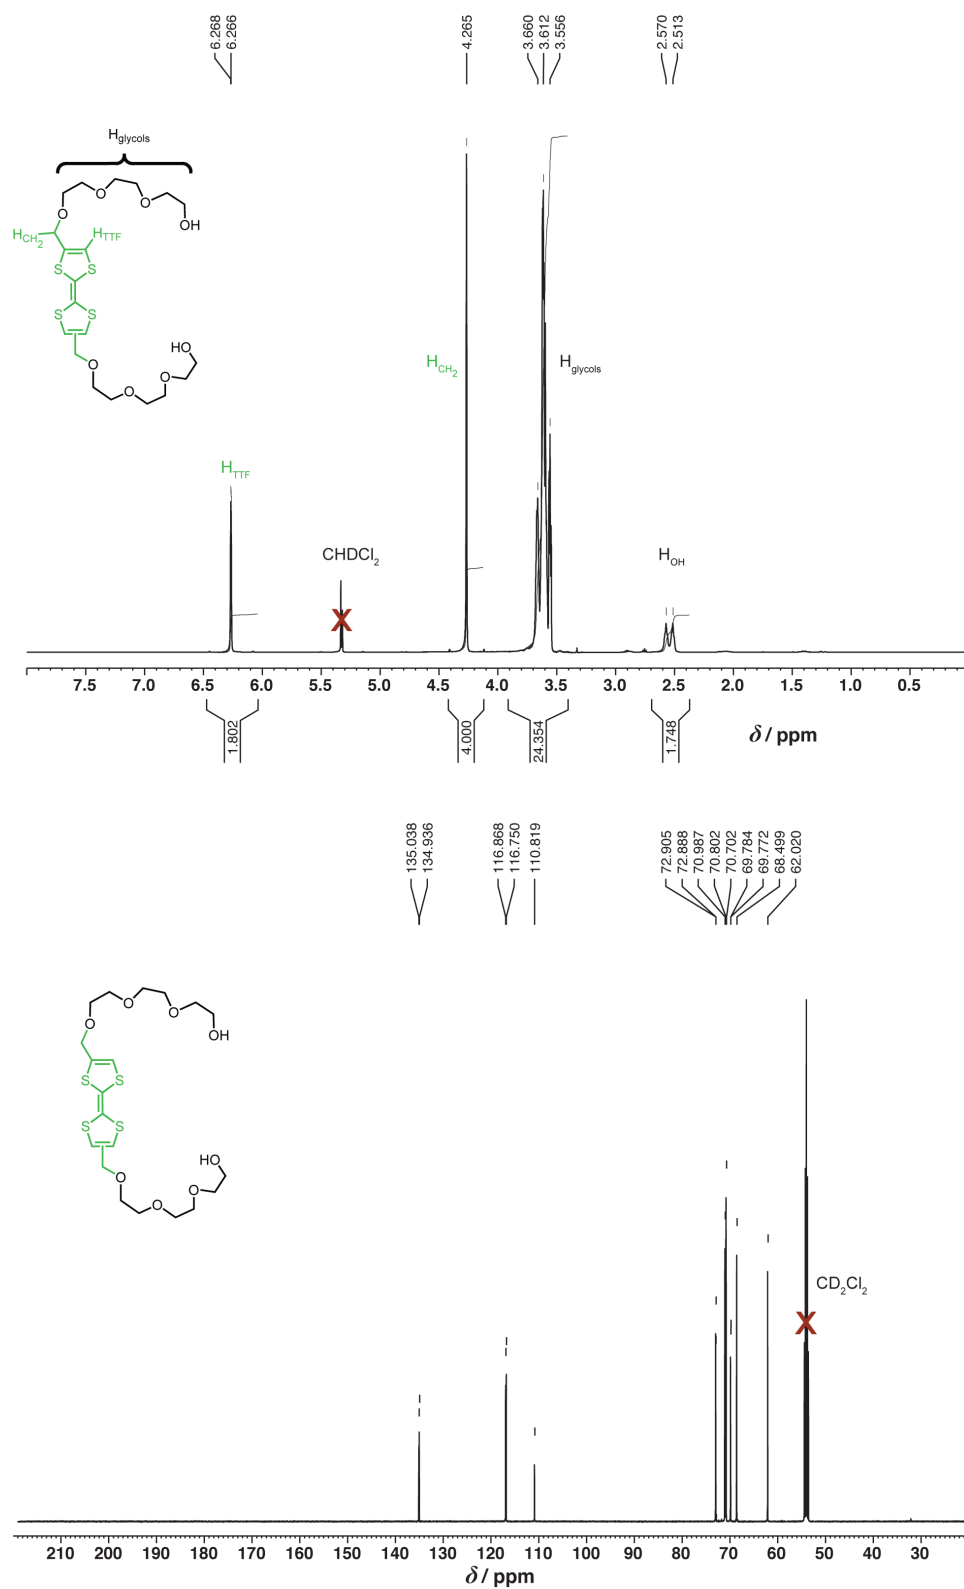 6.268
6.266
4.265
3.660
3.612
3.556
2.570
2.513
Hglycols
O
O
O
OH
O
HCH2
HTTF
S
S
S
S
HO
O
O
O
HCH2
Hglycols
HTTF
CHDCl2
X
HOH
7.5 7.0 6.5 6.0 5.5 5.0 4.5 4.0 3.5 3.0 2.5 2.0 1.5 1.0 0.5
1.802
4.000
24.354
1.748
δ / ppm
135.038
134.936
116.868
116.750
110.819
72.905
72.888
70.987
70.802
70.702
69.784
69.772
68.499
62.020
O
O
O
OH
S
S
S
S
HO
O
O
O
CD2Cl2
X
210 200 190 180 170 160 150 140 130 120 110 100 90 80 70 60 50 40 30
δ / ppm